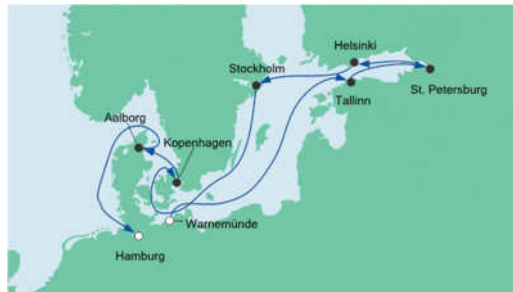 Helsinki
Stockholm
St. Petersburg
Tallinn
Aalborg
Kopenhagen
Warnemünde
Hamburg